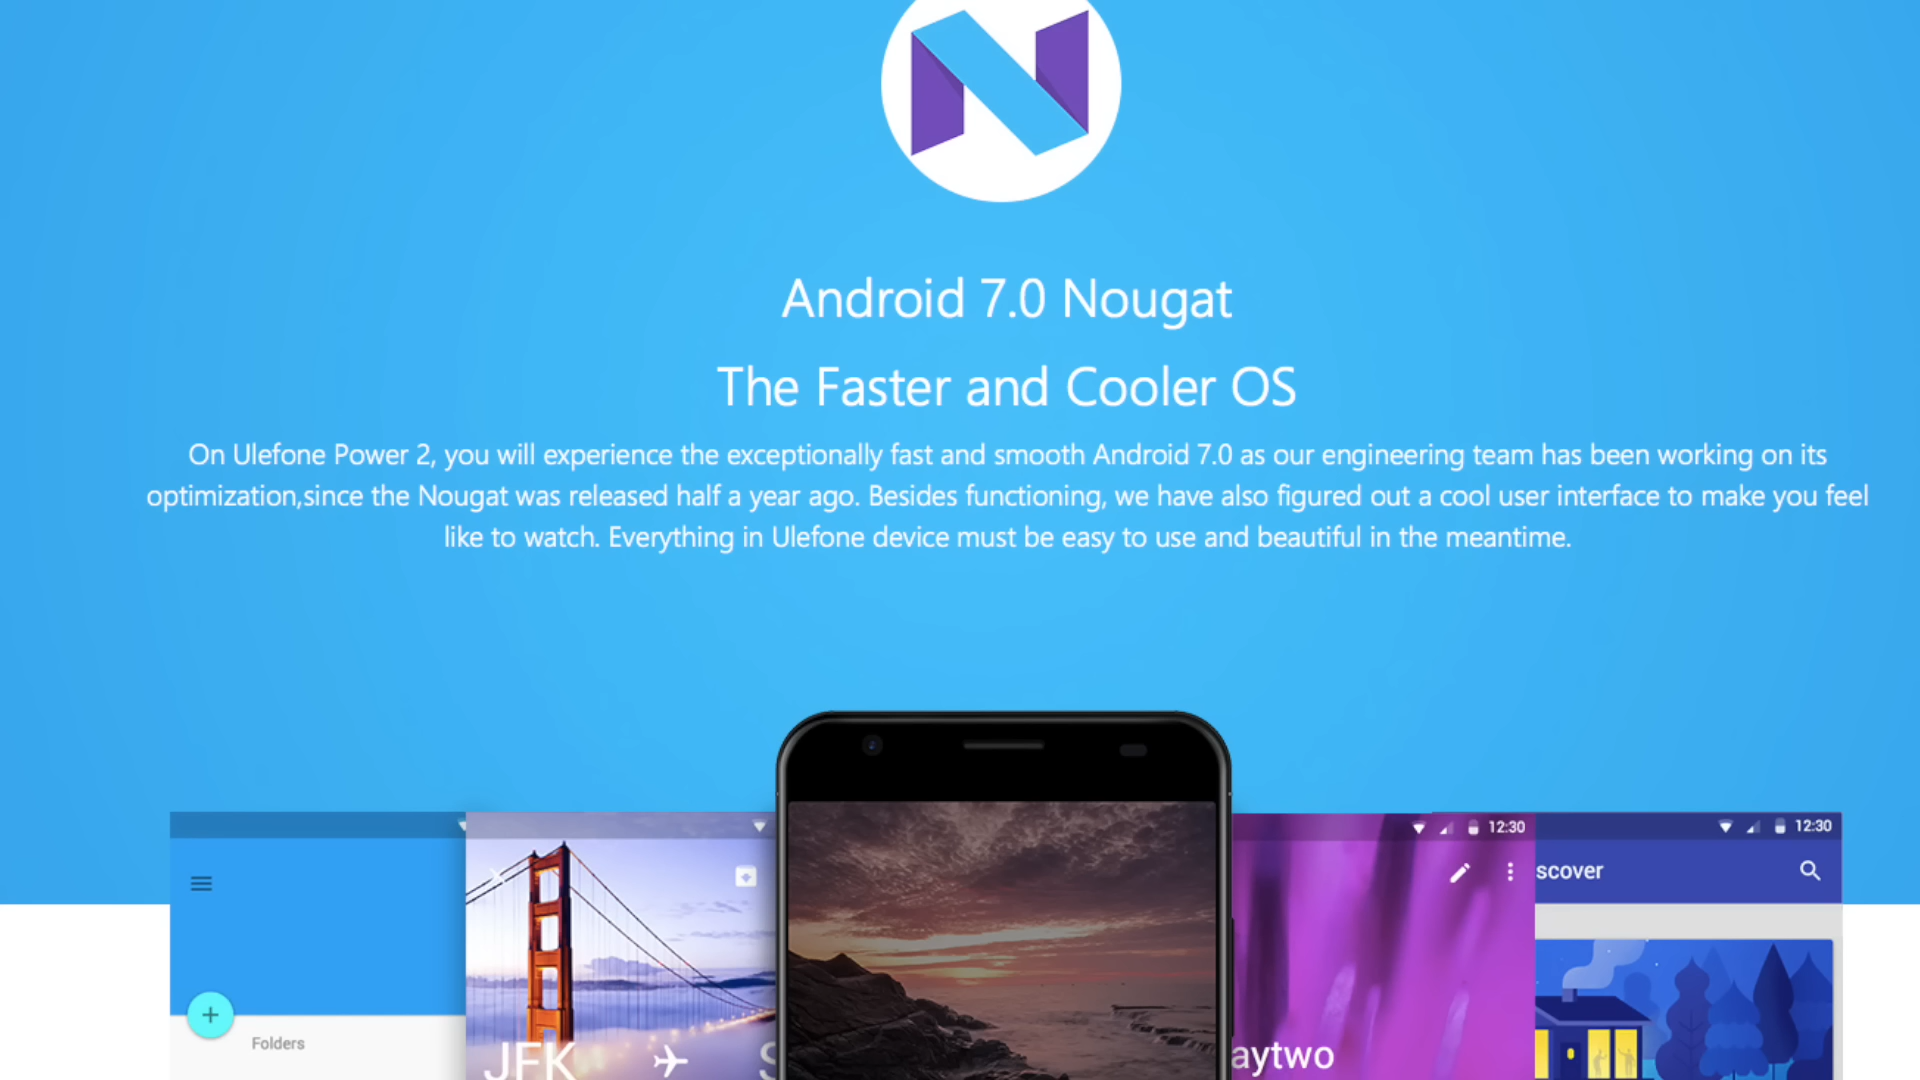 Android 7.0 Nougat
The Faster and Cooler OS
On Ulefone Power 2, you will experience the exceptionally fast and smooth Android 7.0 as our engineering team has been working on its
optimization,since the Nougat was released half a year ago. Besides functioning, we have also figured out a cool user interface to make you feel
like to watch. Everything in Ulefone device must be easy to use and beautiful in the meantime.
12:30
12:30
scover
Folders
JFK
S
aytwo